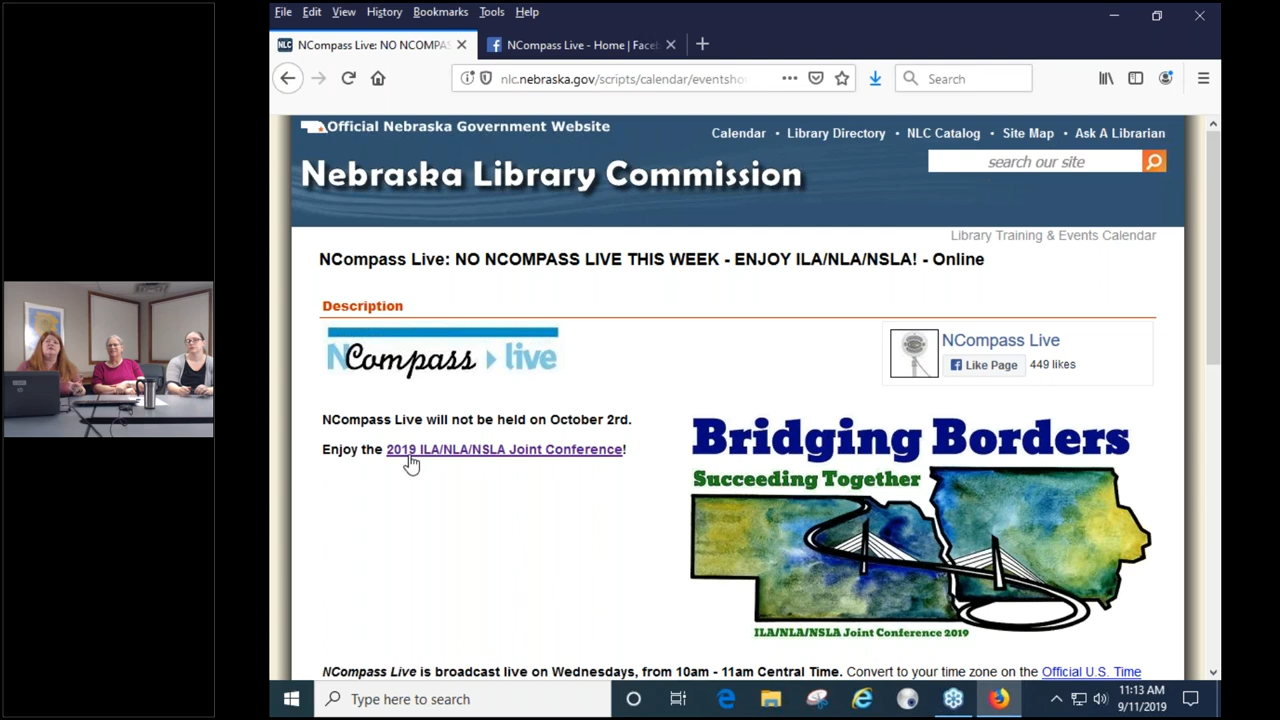 File Edit View History Bookmarks Tools Help
NLC NCompass Live: NO NCOMPAS
NCompass Live - Home | Face
nlc.nebraska.gov/scripts/calendar/eventsho
Search
Official Nebraska Government Website
Calendar • Library Directory • NLC Catalog • Site Map • Ask A Librarian
Nebraska Library Commission
search our site
Library Training & Events Calendar
NCompass Live: NO NCOMPASS LIVE THIS WEEK - ENJOY ILA/NLA/NSLA! - Online
Description
NCompass live
NCompass Live
Like Page 449 likes
NCompass Live will not be held on October 2rd.
Enjoy the 2019 ILA/NLA/NSLA Joint Conference!
Bridging Borders
Succeeding Together
ILA/NLA/NSLA Joint Conference 2019
NCompass Live is broadcast live on Wednesdays, from 10am - 11am Central Time. Convert to your time zone on the Official U.S. Time
Type here to search
11:13 AM
9/11/2019